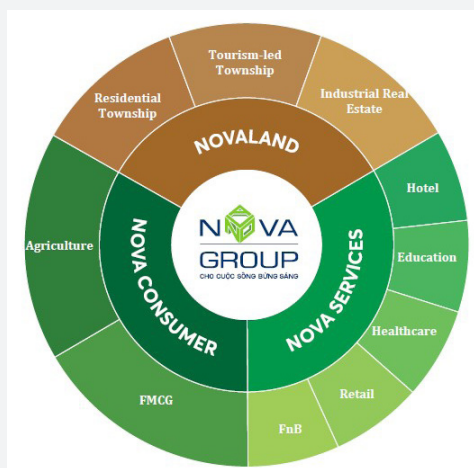 Tourism-led
Township
Residential
Township
Industrial Real
Estate
NOVALAND
Hotel
Education
Healthcare
Retail
FnB
NOVA SERVICES
FMCG
Agriculture
NOVA CONSUMER
NOVA
GROUP
CHO CUỘC SỐNG BỪNG SÁNG